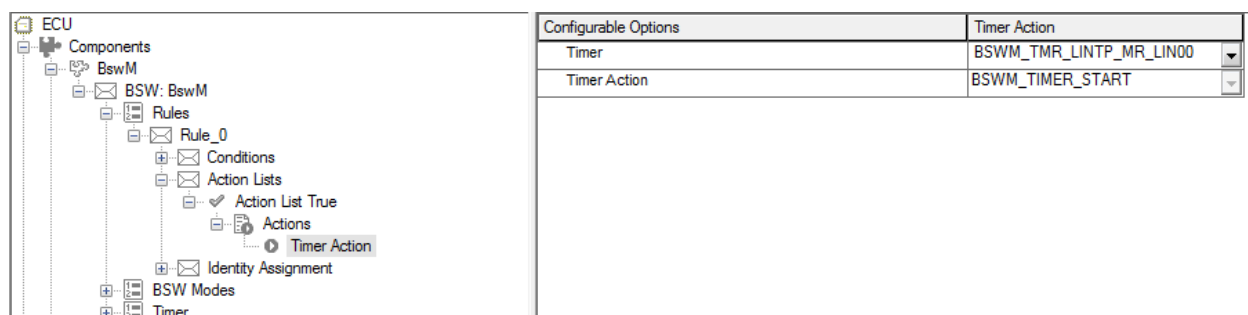 ECU
Components
BswM
BSW: BswM
Rules
Rule_0
Conditions
Action Lists
Action List True
Actions
Timer Action
Identity Assignment
BSW Modes
Timer
Configurable Options Timer Action
Timer BSWM_TMR_LINTP_MR_LIN00
Timer Action BSWM_TIMER_START